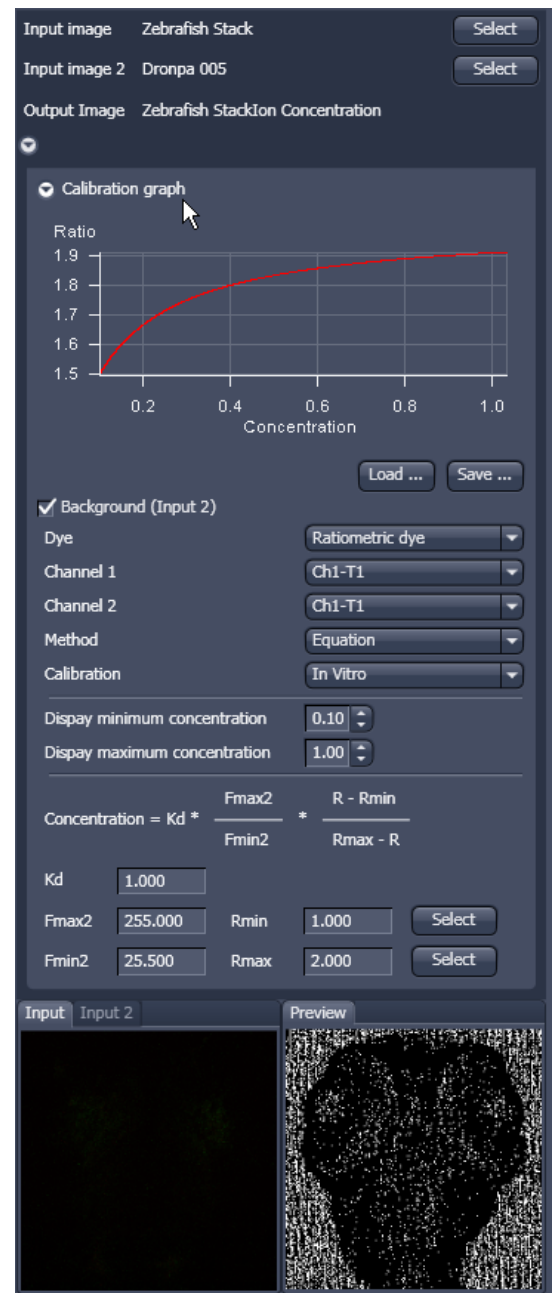 Input image Zebrafish Stack Select
Input image 2 Dronpa 005 Select
Output Image Zebrafish StackIon Concentration
Calibration graph
Ratio
1.9
1.8
1.7
1.6
1.5
0.2 0.4 0.6 0.8 1.0
Concentration
Load ... Save ...
Background (Input 2)
Dye Ratiometric dye
Channel 1 Ch1-T1
Channel 2 Ch1-T1
Method Equation
Calibration In Vitro
Dispay minimum concentration 0.10
Dispay maximum concentration 1.00
Fmax2 R - Rmin
Concentration = Kd * *
Fmin2 Rmax - R
Kd 1.000
Fmax2 255.000 Rmin 1.000 Select
Fmin2 25.500 Rmax 2.000 Select
Input Input 2 Preview